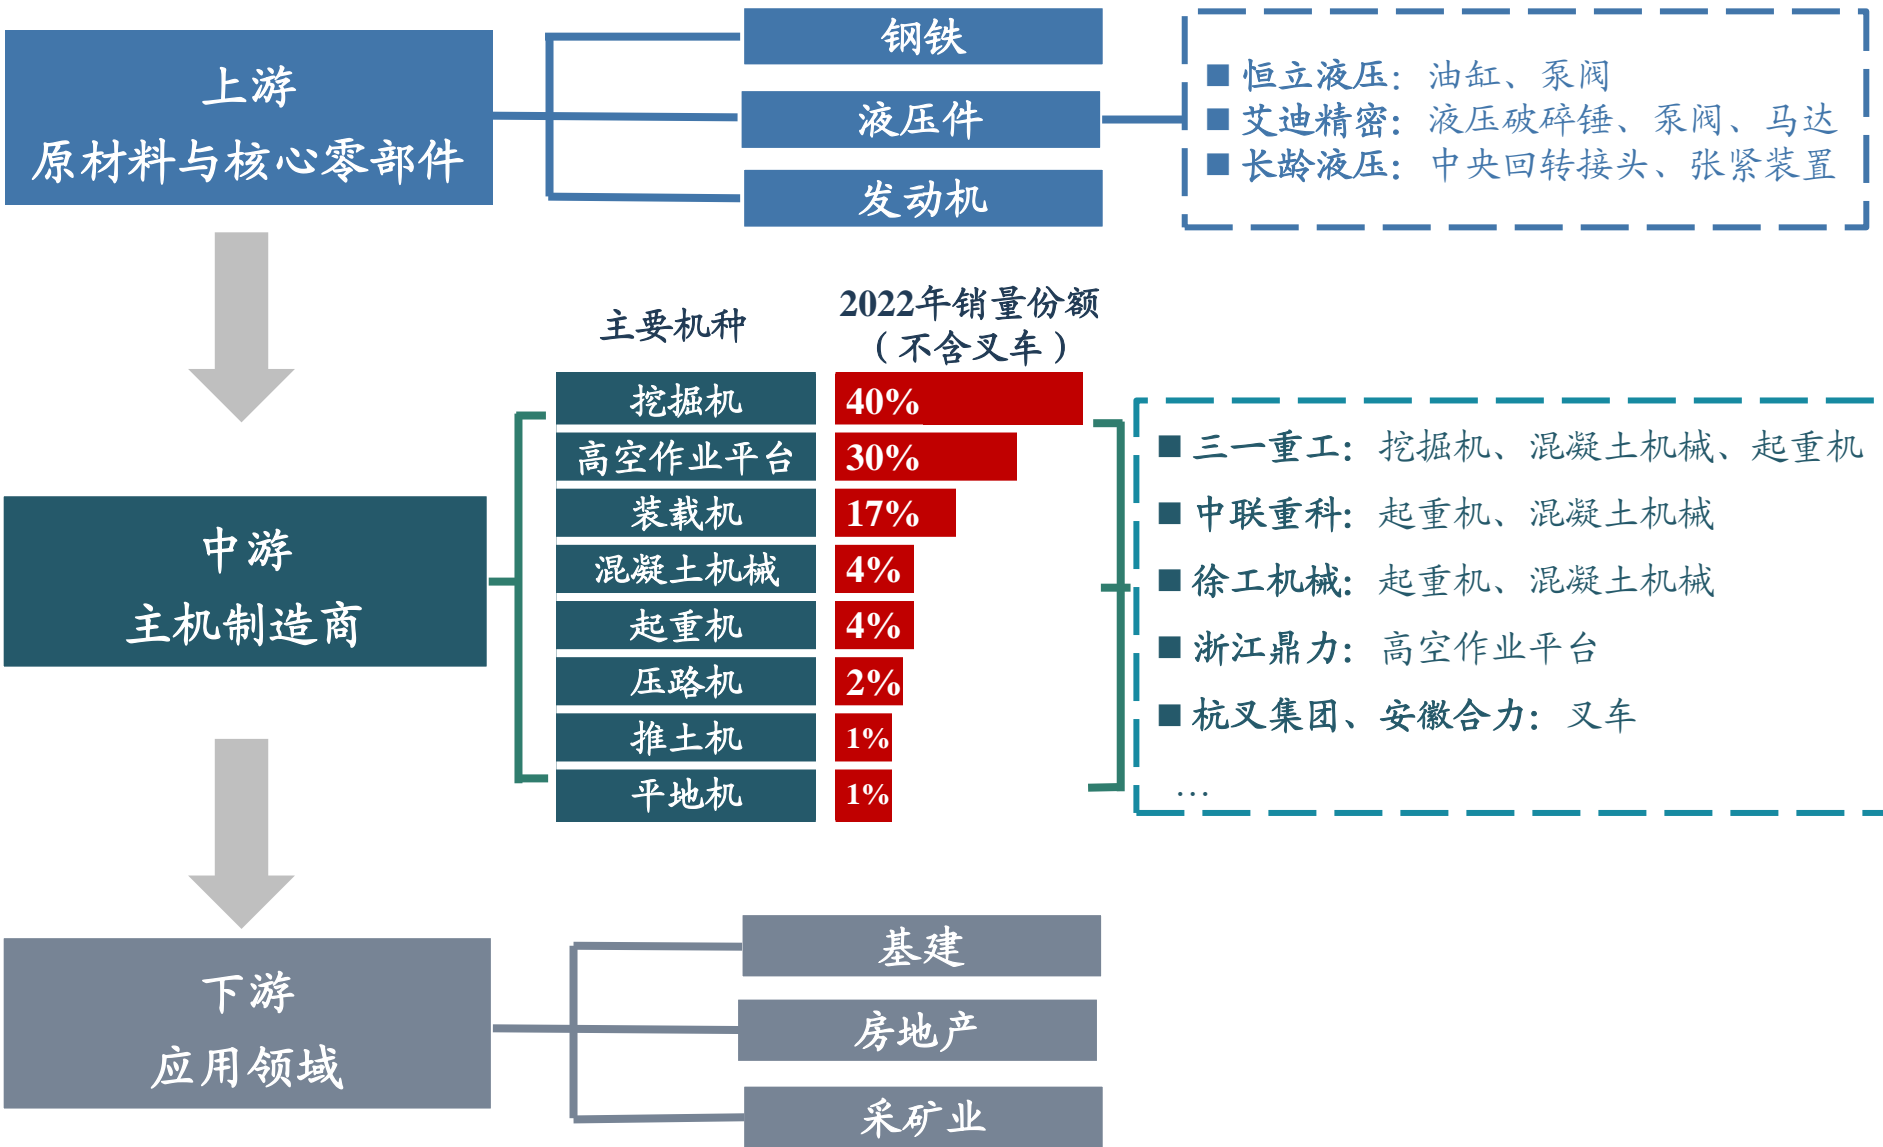 上游
原材料与核心零部件
钢铁
液压件
发动机
■ 恒立液压：油缸、泵阀
■ 艾迪精密：液压破碎锤、泵阀、马达
■ 长龄液压：中央回转接头、张紧装置
主要机种
2022年销量份额
（不含叉车）
中游
主机制造商
挖掘机 40%
高空作业平台 30%
装载机 17%
混凝土机械 4%
起重机 4%
压路机 2%
推土机 1%
平地机 1%
■ 三一重工：挖掘机、混凝土机械、起重机
■ 中联重科：起重机、混凝土机械
■ 徐工机械：起重机、混凝土机械
■ 浙江鼎力：高空作业平台
■ 杭叉集团、安徽合力：叉车
…
下游
应用领域
基建
房地产
采矿业